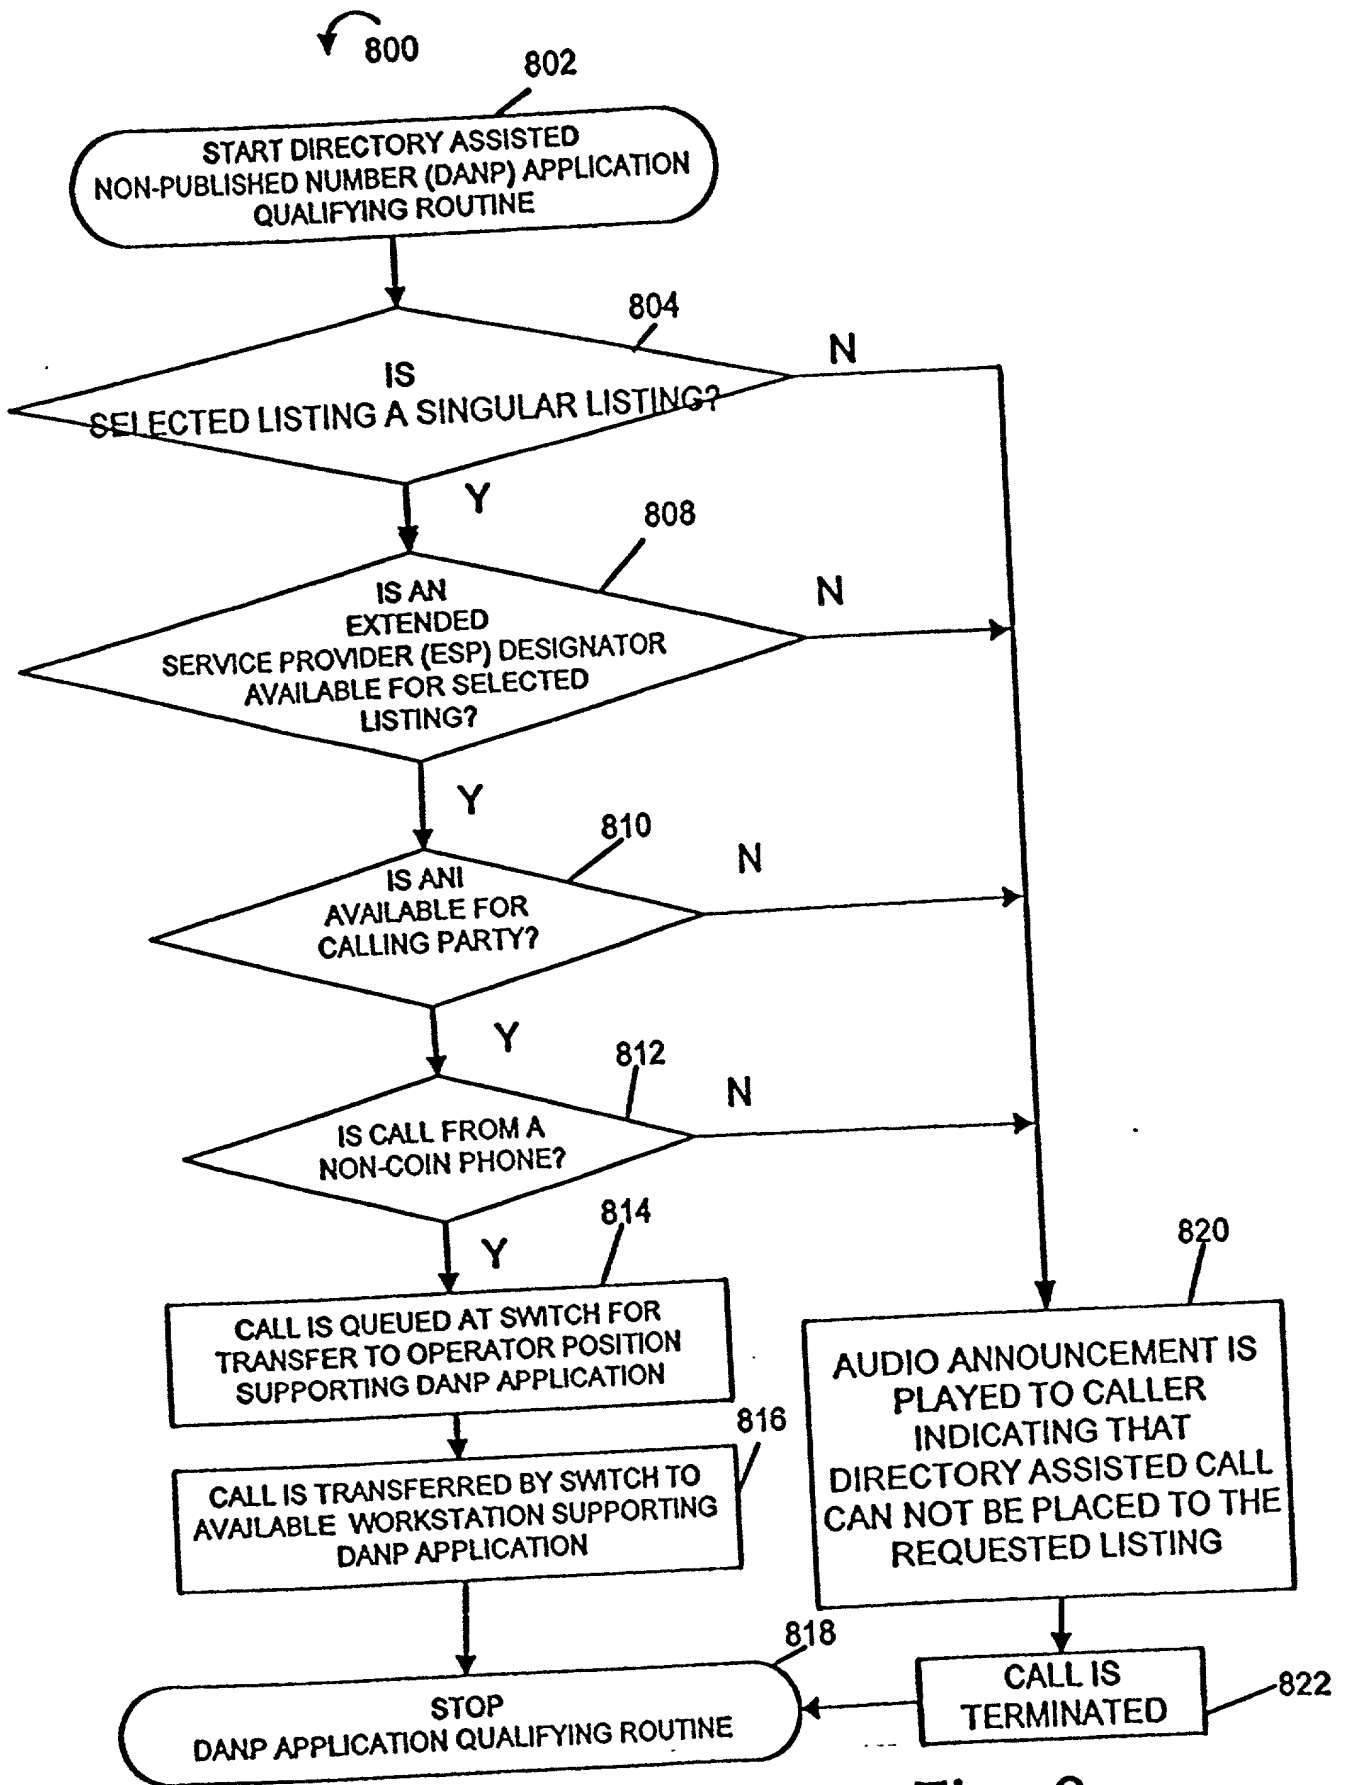 800
802
START DIRECTORY ASSISTED
NON-PUBLISHED NUMBER (DANP) APPLICATION
QUALIFYING ROUTINE
804
N
IS
SELECTED LISTING A SINGULAR LISTING?
Y
808
N
IS AN
EXTENDED
SERVICE PROVIDER (ESP) DESIGNATOR
AVAILABLE FOR SELECTED
LISTING?
Y
810
N
IS ANI
AVAILABLE FOR
CALLING PARTY?
Y
812
N
IS CALL FROM A
NON-COIN PHONE?
Y
814
CALL IS QUEUED AT SWITCH FOR
TRANSFER TO OPERATOR POSITION
SUPPORTING DANP APPLICATION
816
CALL IS TRANSFERRED BY SWITCH TO
AVAILABLE WORKSTATION SUPPORTING
DANP APPLICATION
820
AUDIO ANNOUNCEMENT IS
PLAYED TO CALLER
INDICATING THAT
DIRECTORY ASSISTED CALL
CAN NOT BE PLACED TO THE
REQUESTED LISTING
818
STOP
DANP APPLICATION QUALIFYING ROUTINE
CALL IS
TERMINATED
822